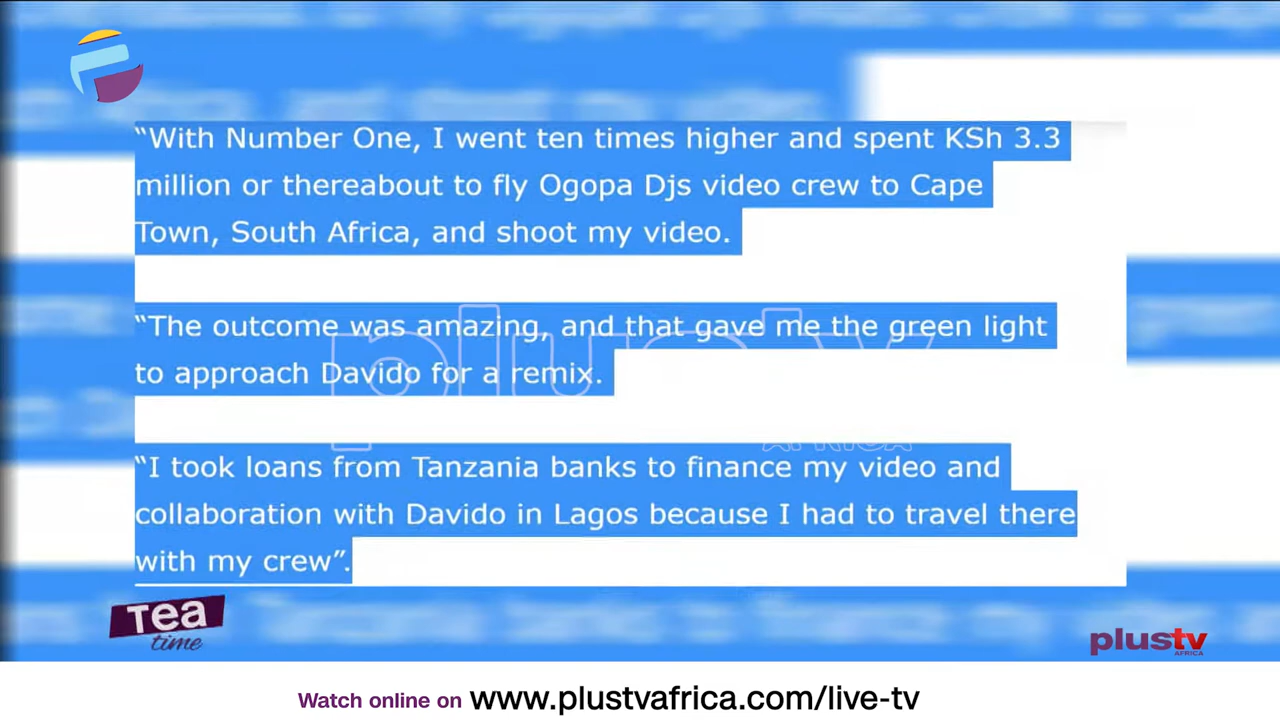 “With Number One, I went ten times higher and spent KSh 3.3
million or thereabout to fly Ogopa Djs video crew to Cape
Town, South Africa, and shoot my video.
“The outcome was amazing, and that gave me the green light
to approach Davido for a remix.
“I took loans from Tanzania banks to finance my video and
collaboration with Davido in Lagos because I had to travel there
with my crew”.
Tea
time
plustv
AFRICA
plustv
AFRICA
Watch online on www.plustvafrica.com/live-tv